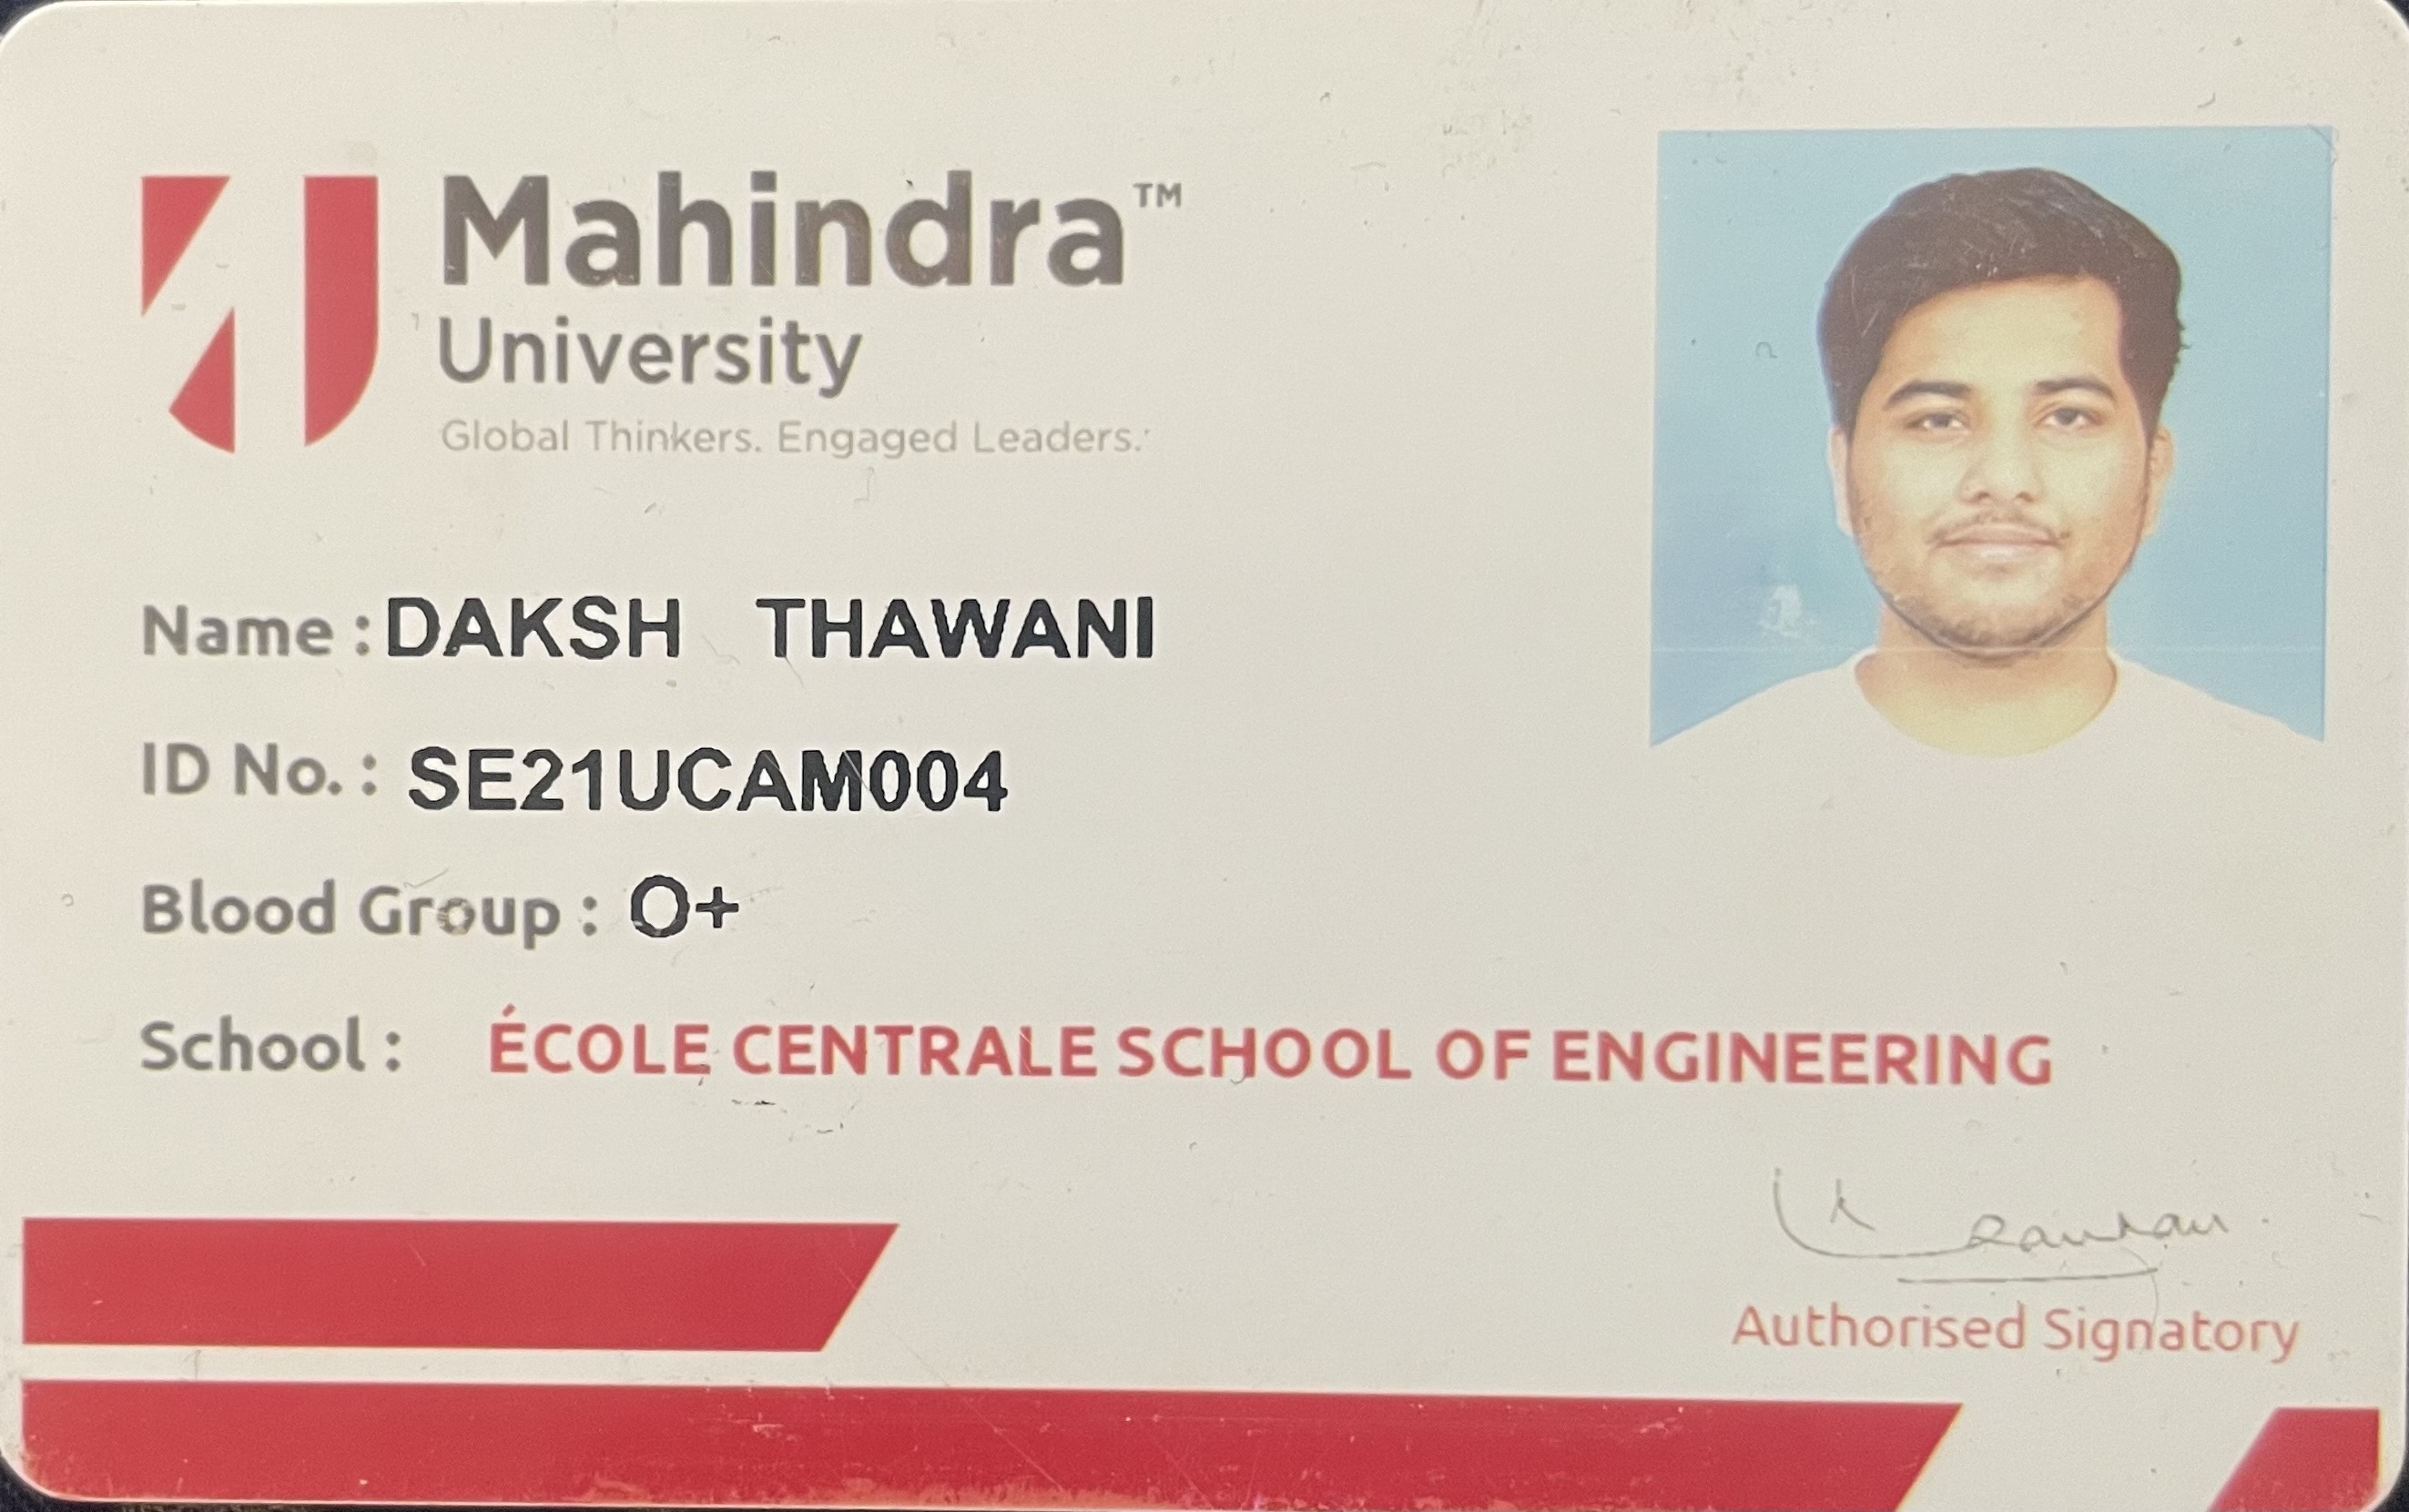 Mahindra™
University
Global Thinkers. Engaged Leaders.
Name : DAKSH THAWANI
ID No. : SE21UCAM004
Blood Group : O+
School : ÉCOLE CENTRALE SCHOOL OF ENGINEERING
Authorised Signatory